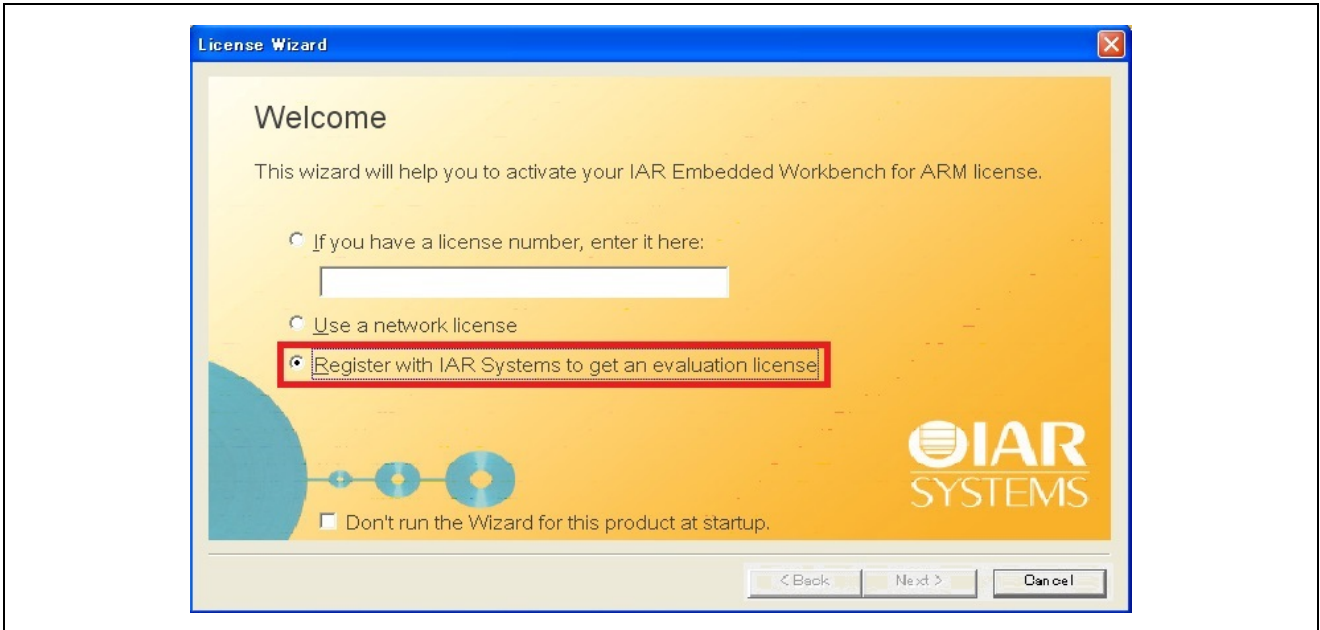 License Wizard
Welcome
This wizard will help you to activate your IAR Embedded Workbench for ARM license.
If you have a license number, enter it here:
Use a network license
Register with IAR Systems to get an evaluation license
IAR
SYSTEMS
Don't run the Wizard for this product at startup.
< Back Next > Cancel